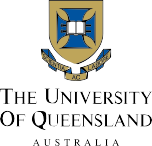 THE UNIVERSITY
OF QUEENSLAND
AUSTRALIA